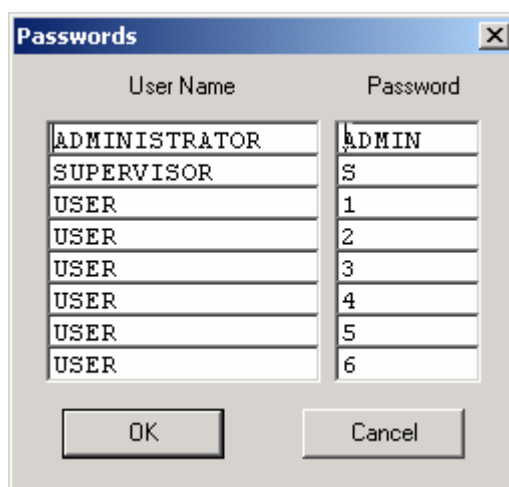 Passwords
User Name Password
ADMINISTRATOR ADMIN
SUPERVISOR S
USER 1
USER 2
USER 3
USER 4
USER 5
USER 6
OK Cancel